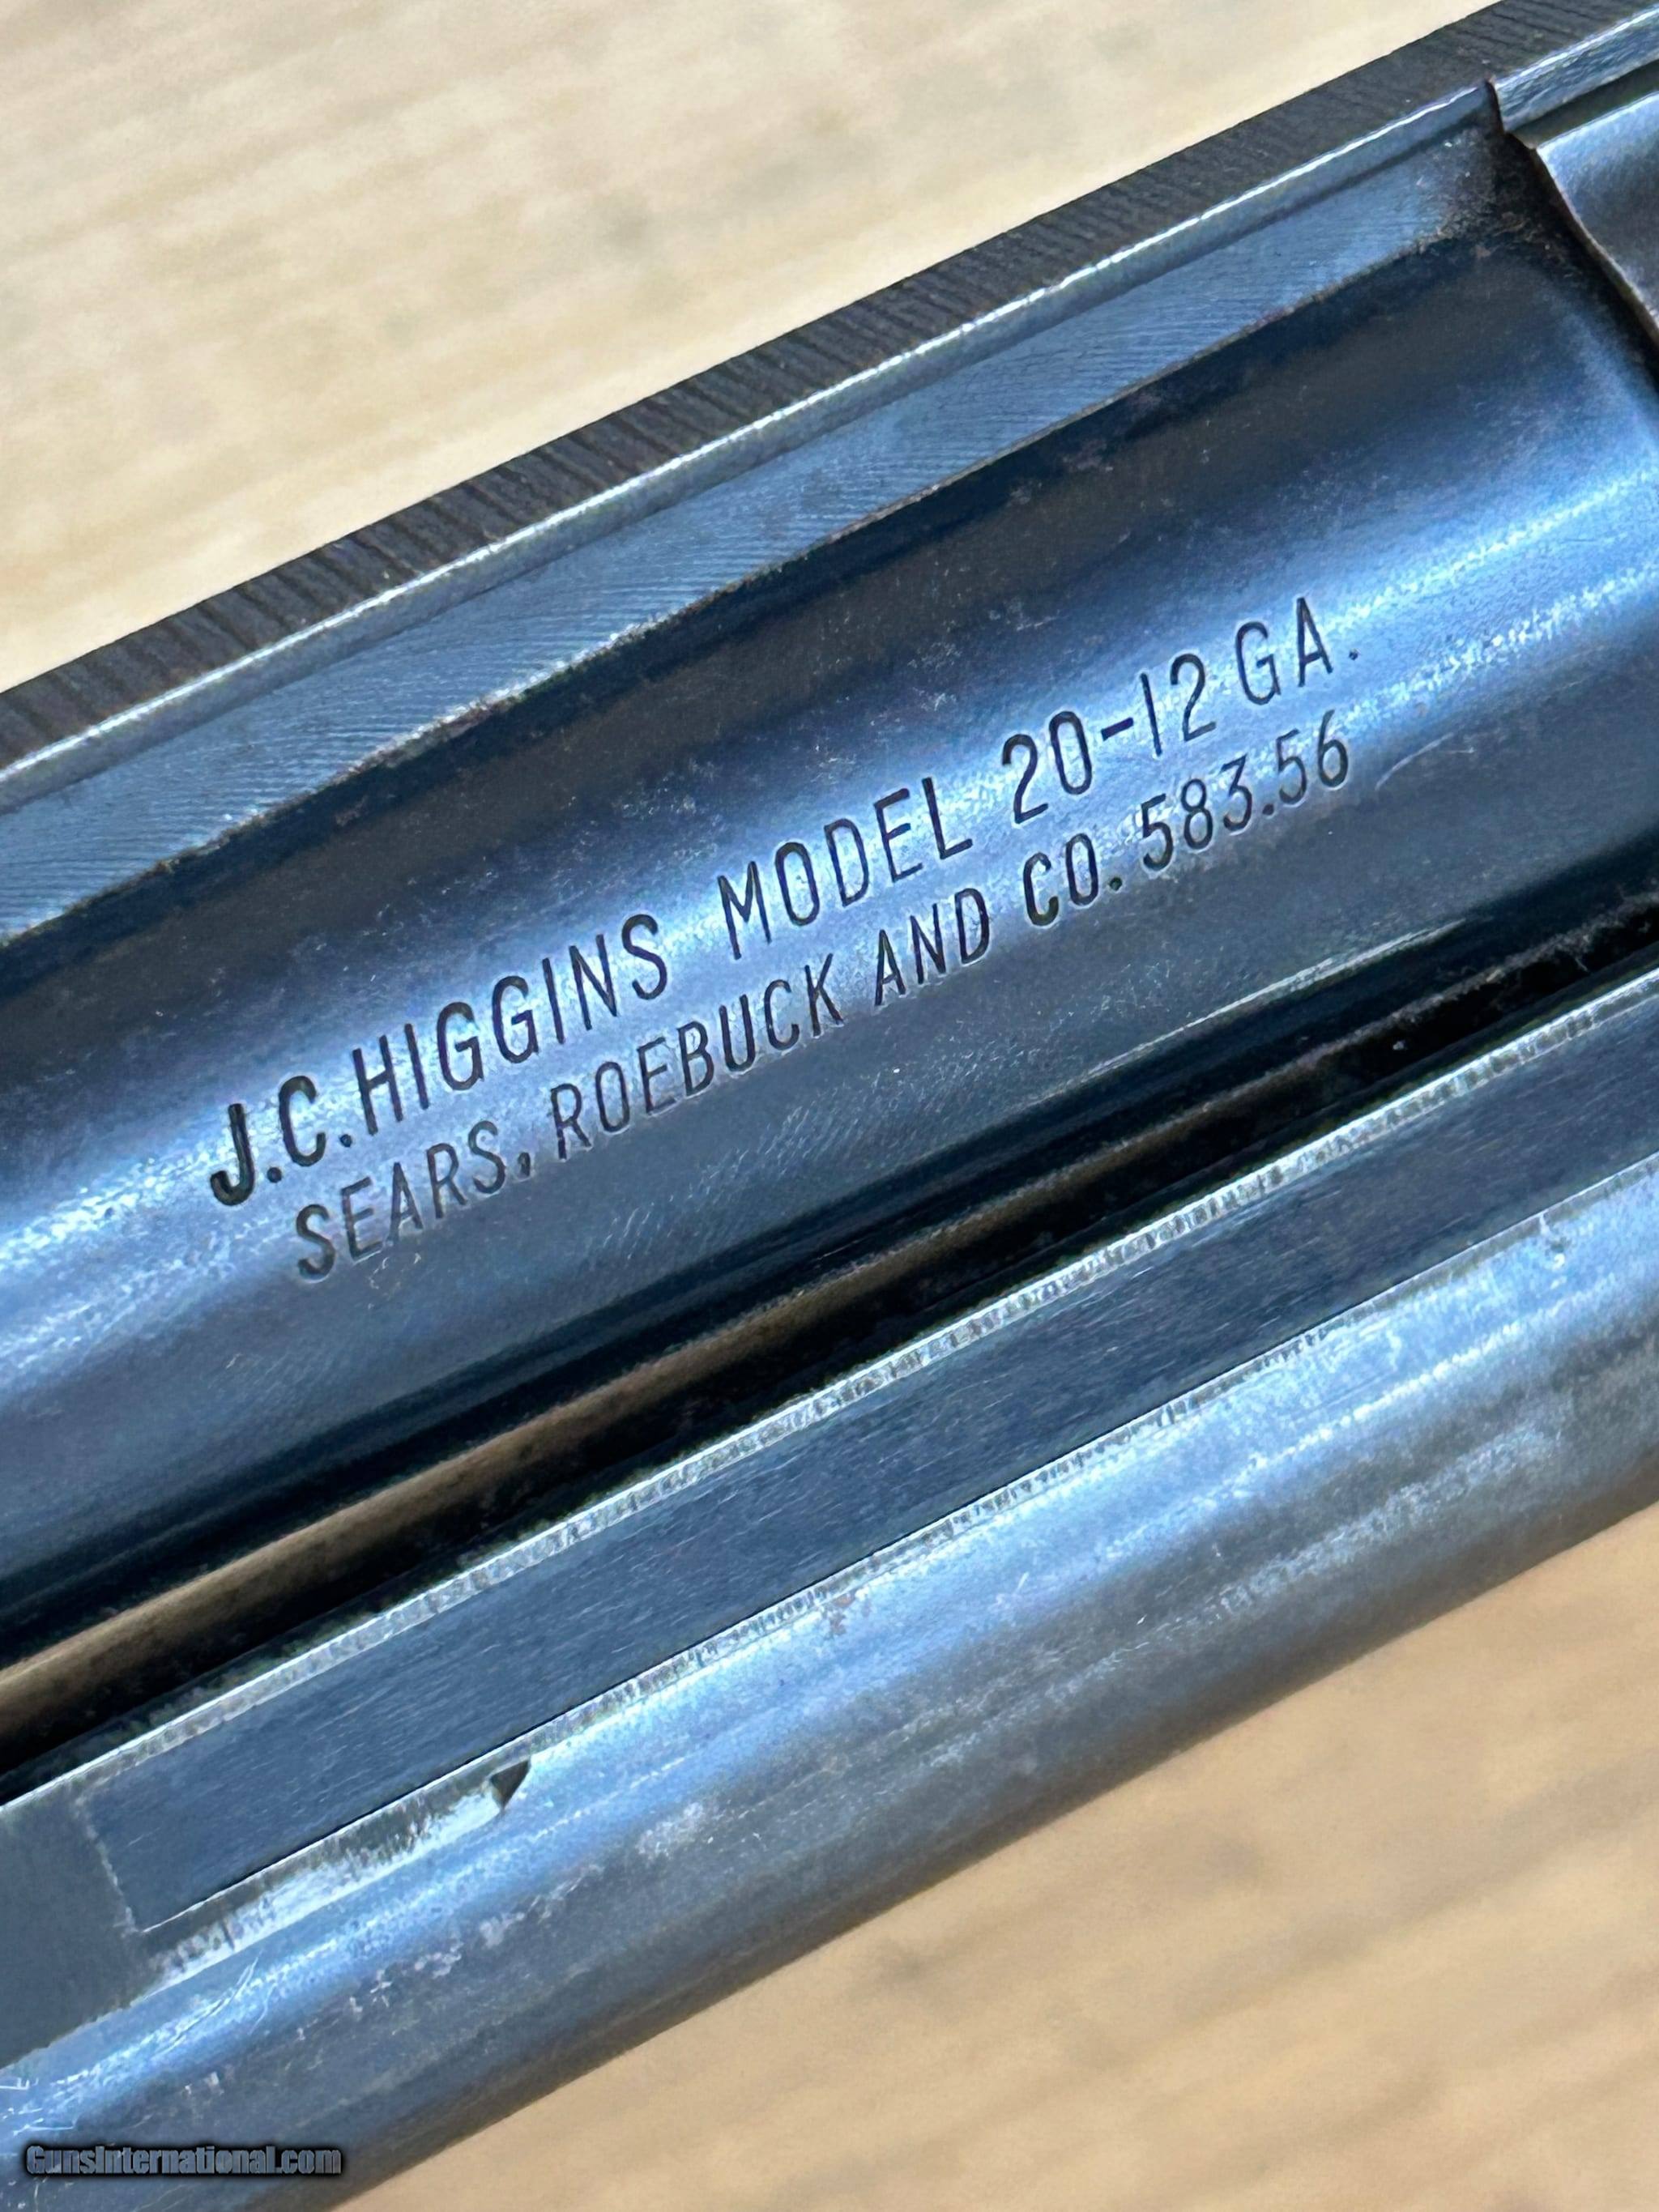 J.C.HIGGINS MODEL 20-12 GA.
SEARS, ROEBUCK AND CO. 583.56
GunsInternational.com